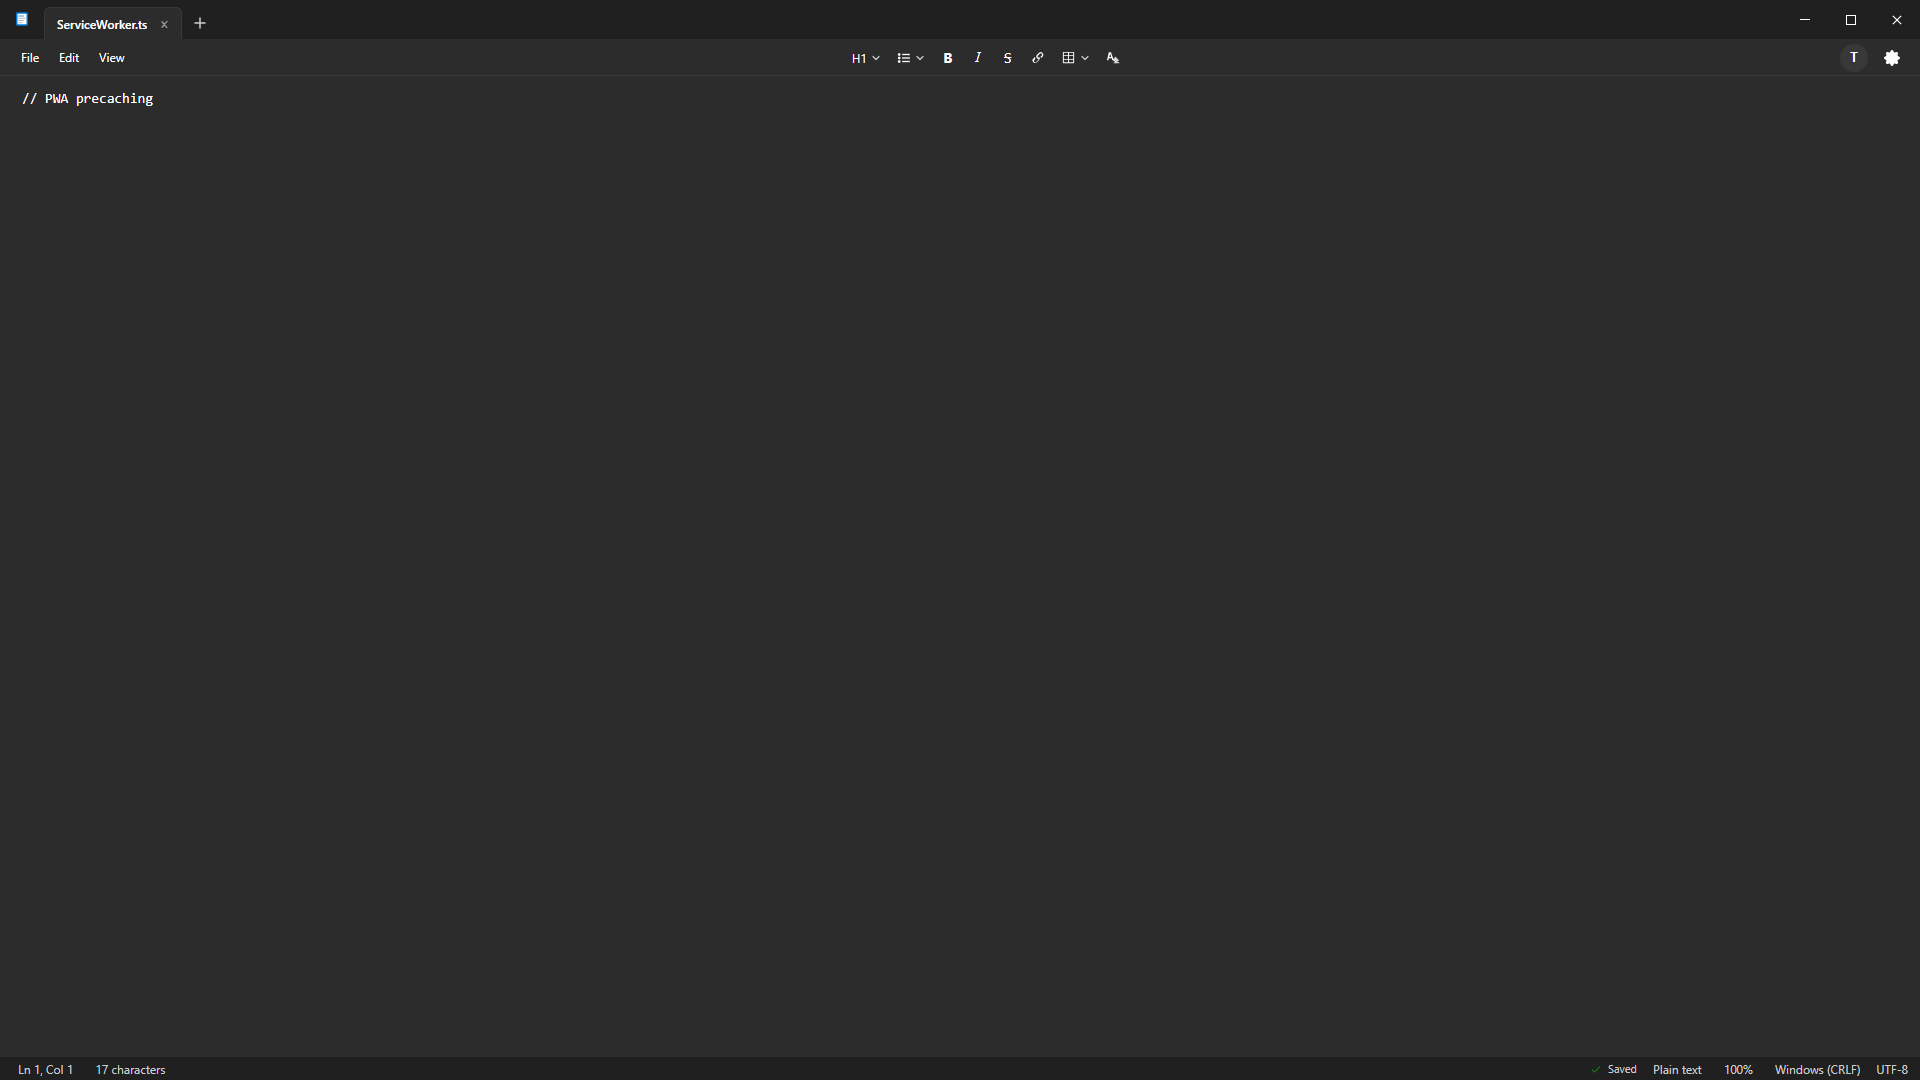 ServiceWorker.ts
File Edit View H1 B I S T
// PWA precaching
Ln 1, Col 1 17 characters Saved Plain text 100% Windows (CRLF) UTF-8